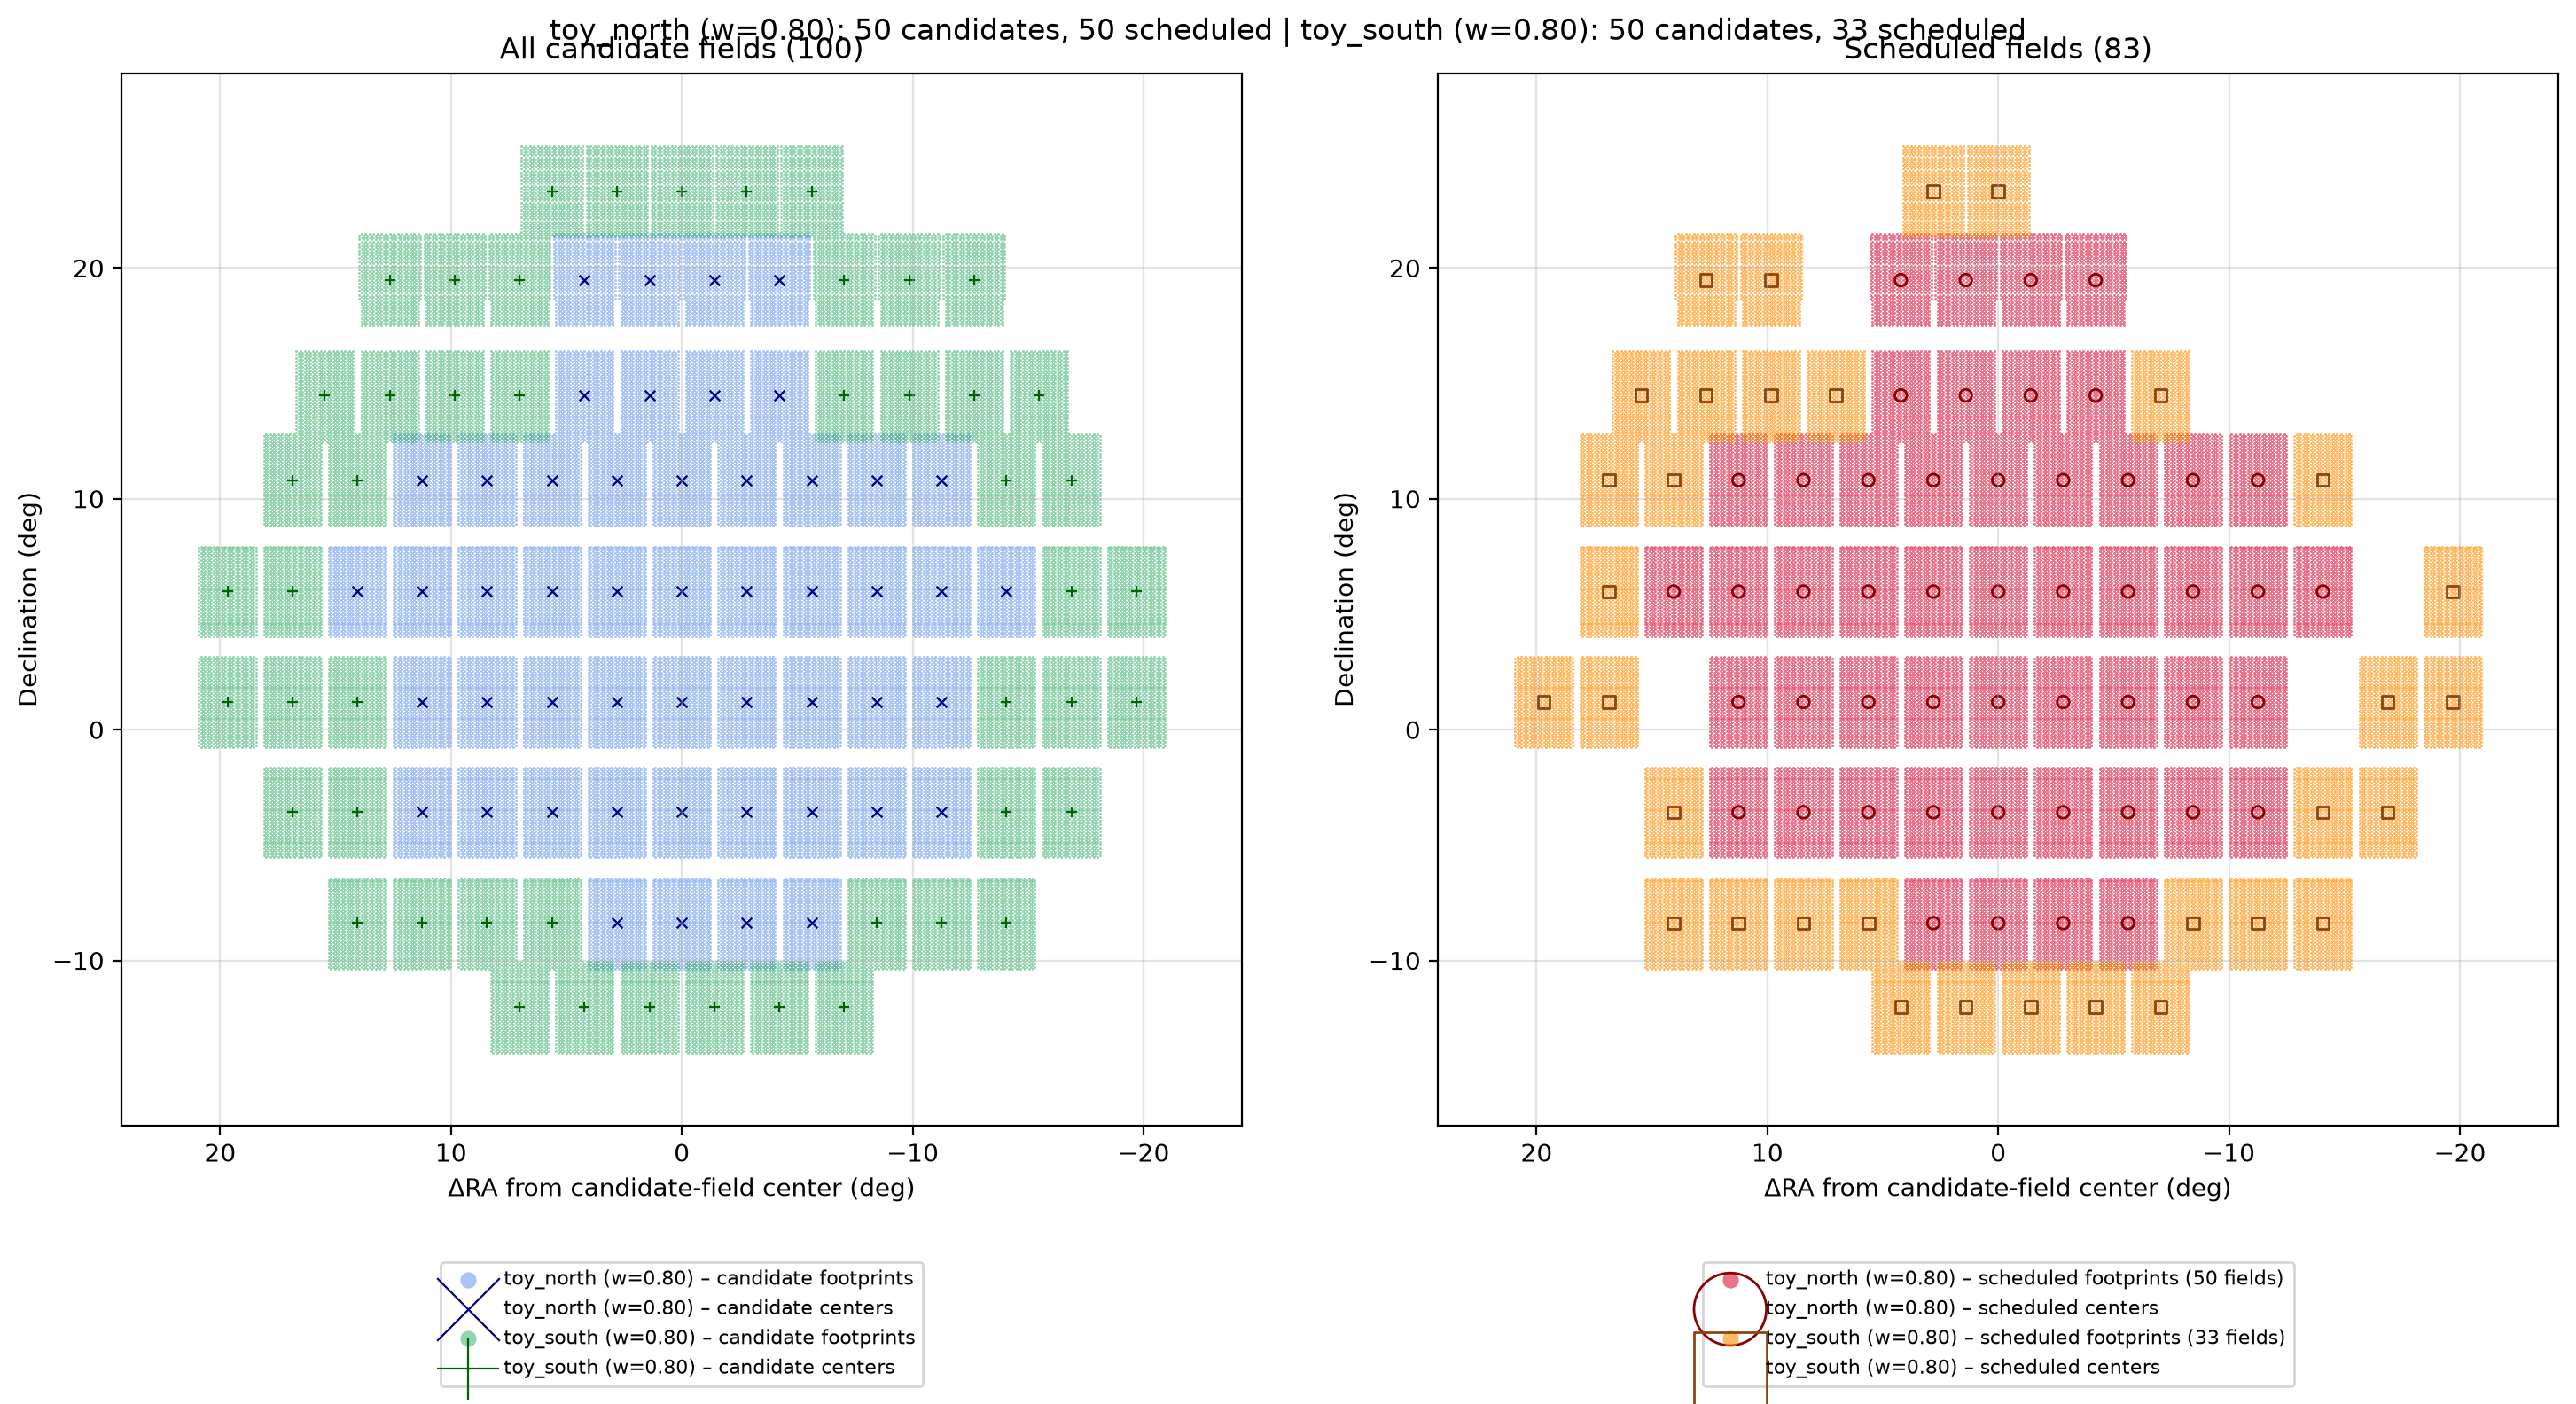 toy_north (w=0.80): 50 candidates, 50 scheduled | toy_south (w=0.80): 50 candidates, 33 scheduled
All candidate fields (100)
Declination (deg)
20
10
0
−10
20
10
0
−10
−20
ΔRA from candidate-field center (deg)
toy_north (w=0.80) – candidate footprints
toy_north (w=0.80) – candidate centers
toy_south (w=0.80) – candidate footprints
toy_south (w=0.80) – candidate centers
Scheduled fields (83)
Declination (deg)
20
10
0
−10
20
10
0
−10
−20
ΔRA from candidate-field center (deg)
toy_north (w=0.80) – scheduled footprints (50 fields)
toy_north (w=0.80) – scheduled centers
toy_south (w=0.80) – scheduled footprints (33 fields)
toy_south (w=0.80) – scheduled centers